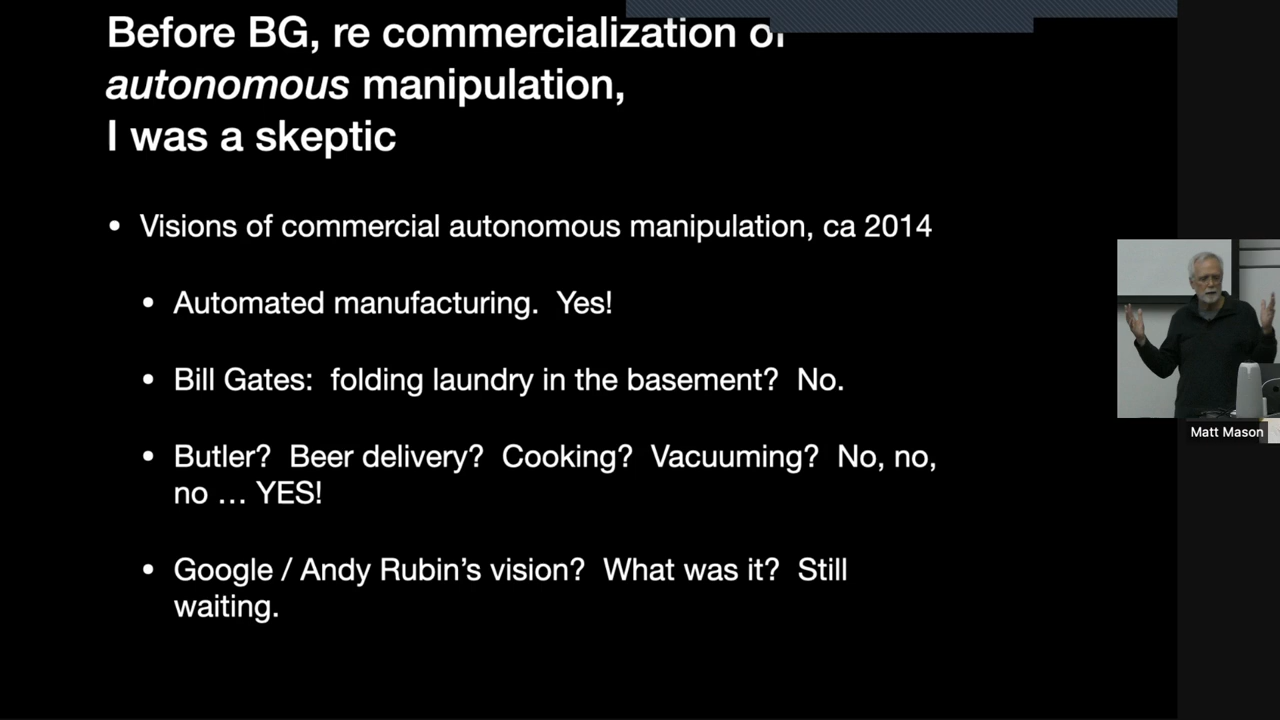 Before BG, re commercialization of
autonomous manipulation,
I was a skeptic
• Visions of commercial autonomous manipulation, ca 2014
• Automated manufacturing. Yes!
• Bill Gates: folding laundry in the basement? No.
• Butler? Beer delivery? Cooking? Vacuuming? No, no,
no … YES!
• Google / Andy Rubin’s vision? What was it? Still
waiting.
Matt Mason